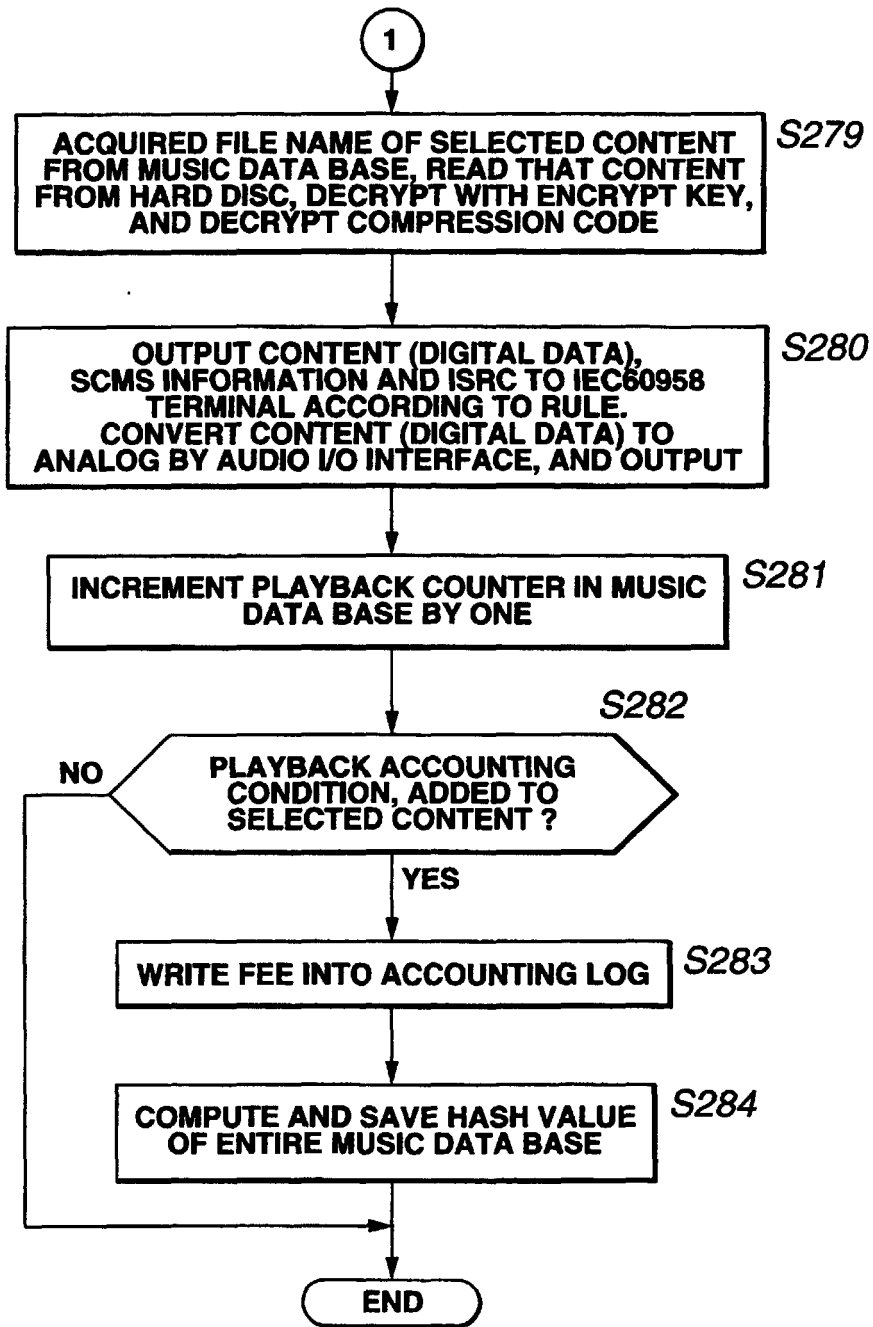 1
S279
ACQUIRED FILE NAME OF SELECTED CONTENT
FROM MUSIC DATA BASE, READ THAT CONTENT
FROM HARD DISC, DECRYPT WITH ENCRYPT KEY,
AND DECRYPT COMPRESSION CODE
S280
OUTPUT CONTENT (DIGITAL DATA),
SCMS INFORMATION AND ISRC TO IEC60958
TERMINAL ACCORDING TO RULE.
CONVERT CONTENT (DIGITAL DATA) TO
ANALOG BY AUDIO I/O INTERFACE, AND OUTPUT
S281
INCREMENT PLAYBACK COUNTER IN MUSIC
DATA BASE BY ONE
S282
NO
PLAYBACK ACCOUNTING
CONDITION, ADDED TO
SELECTED CONTENT ?
YES
S283
WRITE FEE INTO ACCOUNTING LOG
S284
COMPUTE AND SAVE HASH VALUE
OF ENTIRE MUSIC DATA BASE
END